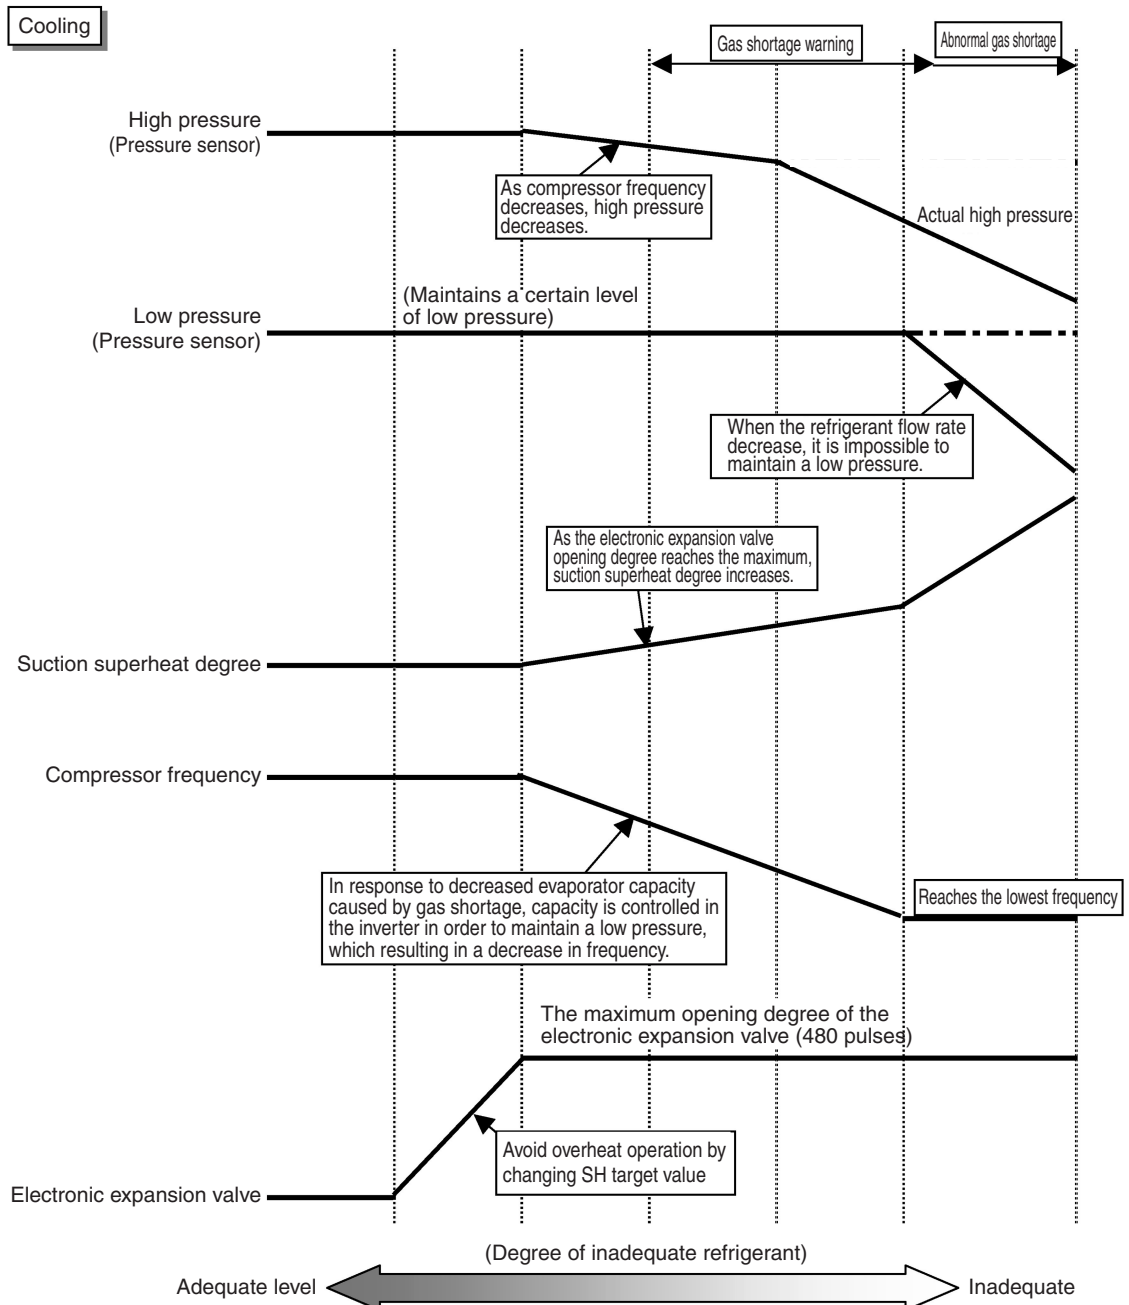 Cooling
Gas shortage warning
Abnormal gas shortage
High pressure
(Pressure sensor)
As compressor frequency
decreases, high pressure
decreases.
Actual high pressure
(Maintains a certain level
of low pressure)
Low pressure
(Pressure sensor)
When the refrigerant flow rate
decrease, it is impossible to
maintain a low pressure.
As the electronic expansion valve
opening degree reaches the maximum,
suction superheat degree increases.
Suction superheat degree
Compressor frequency
In response to decreased evaporator capacity
caused by gas shortage, capacity is controlled in
the inverter in order to maintain a low pressure,
which resulting in a decrease in frequency.
Reaches the lowest frequency
The maximum opening degree of the
electronic expansion valve (480 pulses)
Avoid overheat operation by
changing SH target value
Electronic expansion valve
(Degree of inadequate refrigerant)
Adequate level
Inadequate